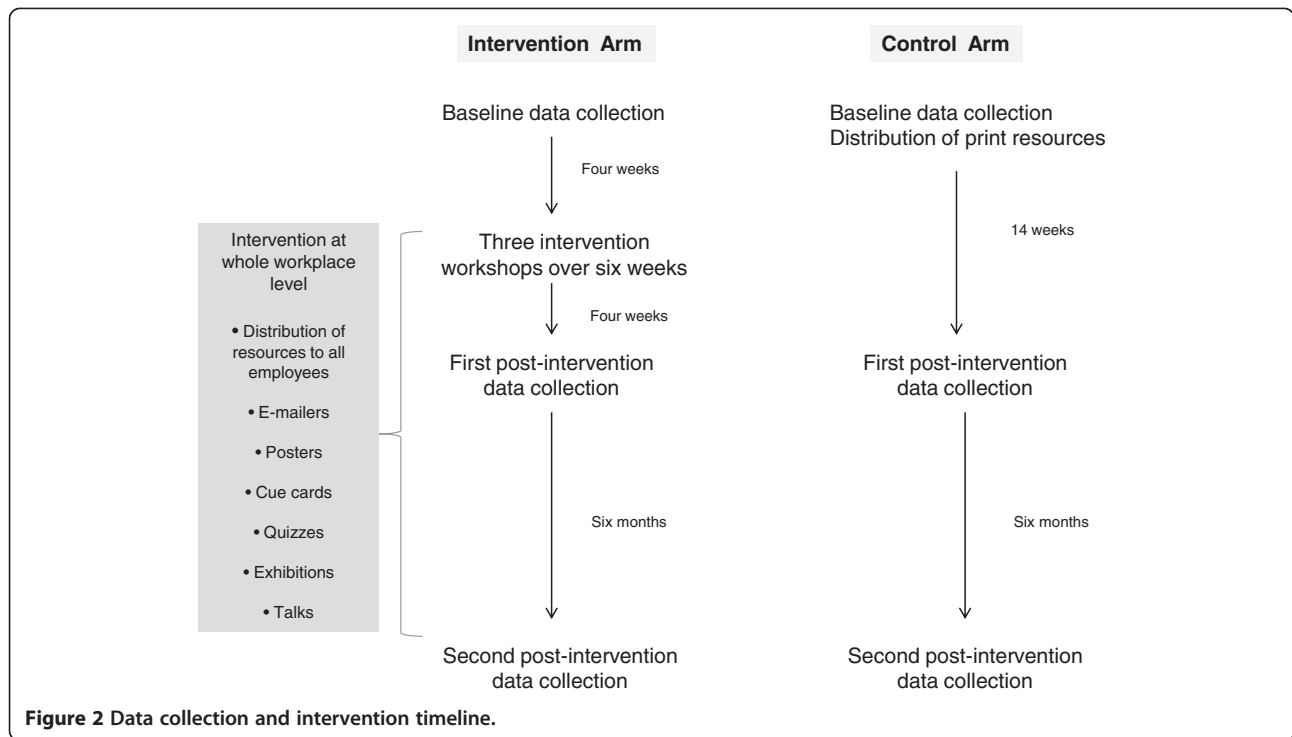 Intervention Arm
Baseline data collection
Four weeks
Three intervention
workshops over six weeks
Four weeks
First post-intervention
data collection
Six months
Second post-intervention
data collection
Intervention at
whole workplace
level
• Distribution of
resources to all
employees
• E-mailers
• Posters
• Cue cards
• Quizzes
• Exhibitions
• Talks
Control Arm
Baseline data collection
Distribution of print resources
14 weeks
First post-intervention
data collection
Six months
Second post-intervention
data collection
Figure 2 Data collection and intervention timeline.